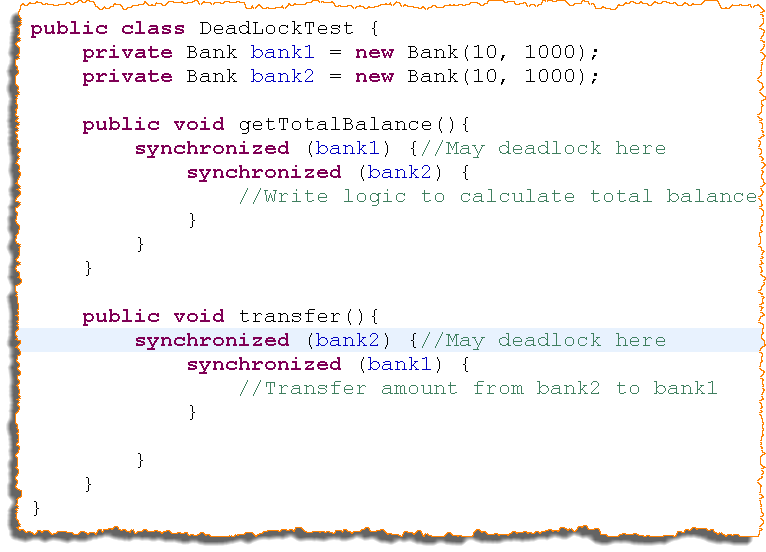 public class DeadLockTest {
    private Bank bank1 = new Bank(10, 1000);
    private Bank bank2 = new Bank(10, 1000);

    public void getTotalBalance(){
        synchronized (bank1) {//May deadlock here
            synchronized (bank2) {
                //Write logic to calculate total balance
            }
        }
    }

    public void transfer(){
        synchronized (bank2) {//May deadlock here
            synchronized (bank1) {
                //Transfer amount from bank2 to bank1
            }

        }
    }
}